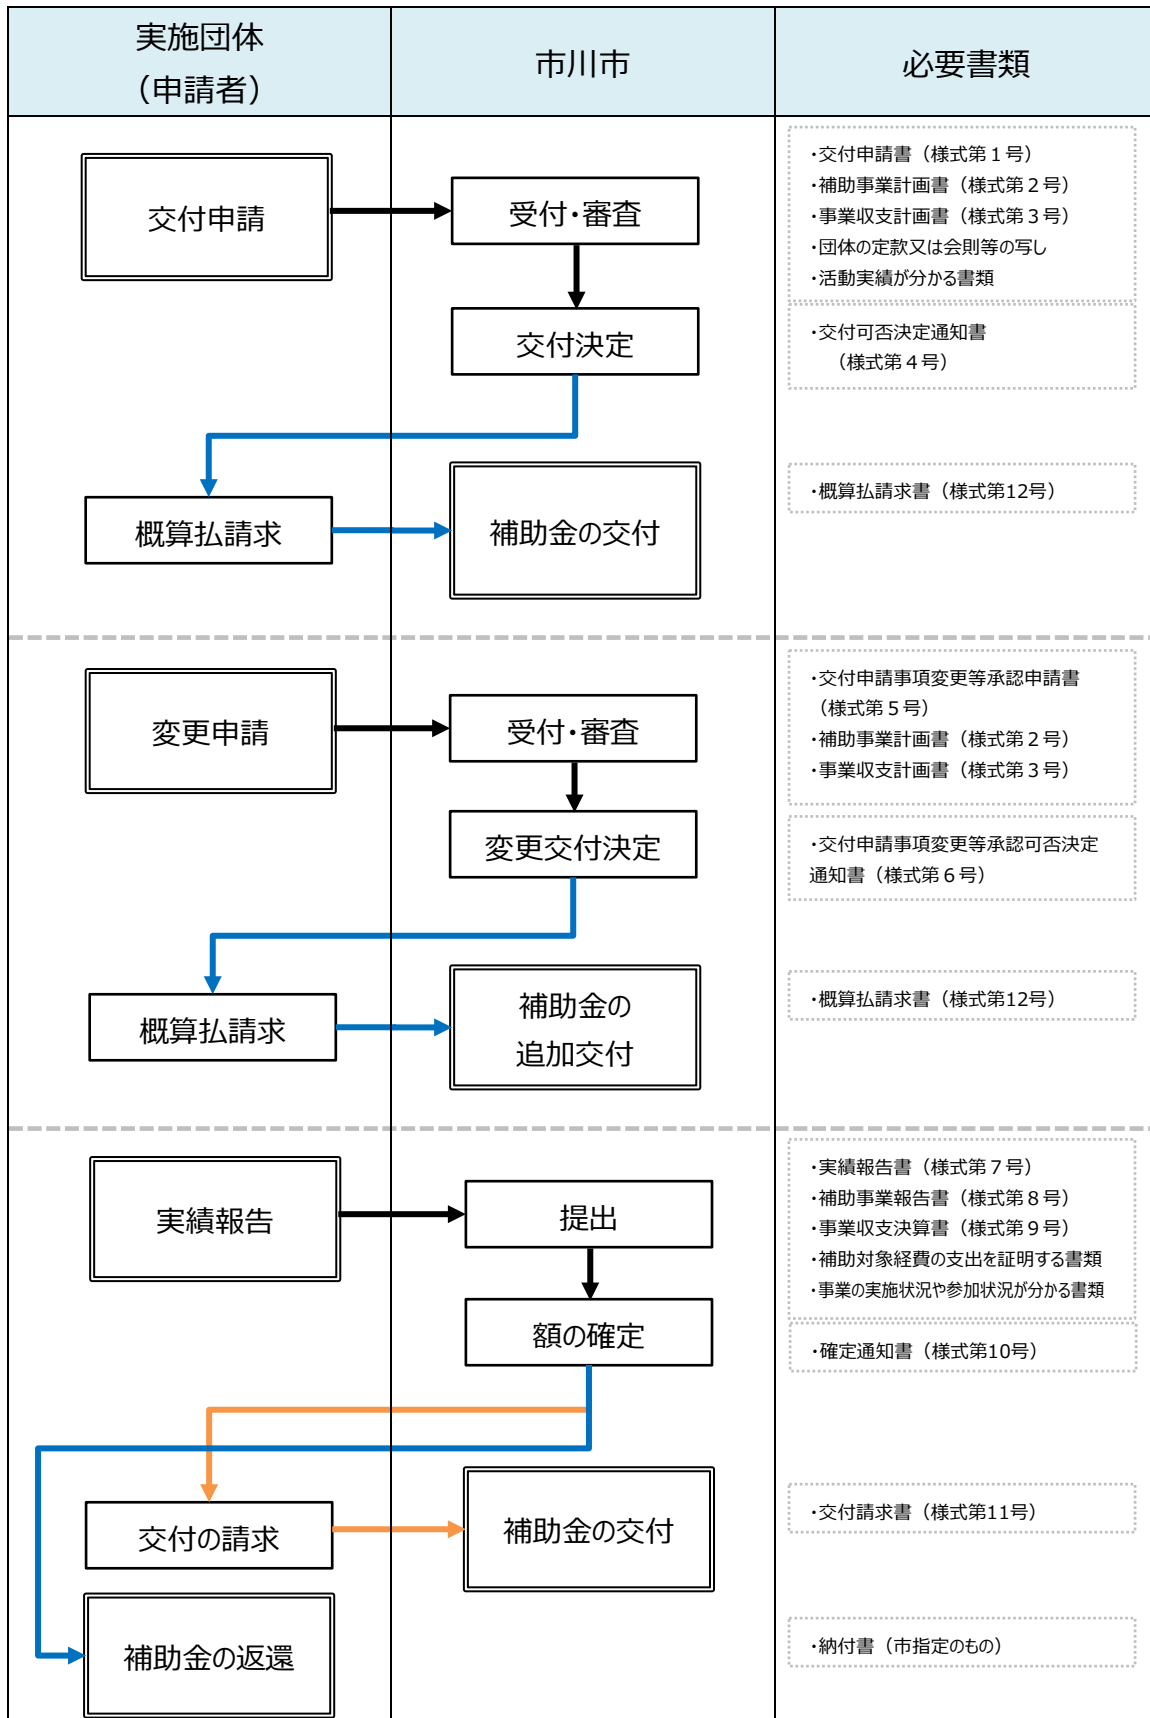 実施団体
（申請者）
市川市
必要書類
交付申請
受付・審査
・交付申請書（様式第１号）
・補助事業計画書（様式第２号）
・事業収支計画書（様式第３号）
・団体の定款又は会則等の写し
・活動実績が分かる書類
交付決定
・交付可否決定通知書
（様式第４号）
概算払請求
補助金の交付
・概算払請求書（様式第12号）
変更申請
受付・審査
・交付申請事項変更等承認申請書
（様式第５号）
・補助事業計画書（様式第２号）
・事業収支計画書（様式第３号）
変更交付決定
・交付申請事項変更等承認可否決定
通知書（様式第６号）
概算払請求
補助金の
追加交付
・概算払請求書（様式第12号）
実績報告
提出
・実績報告書（様式第７号）
・補助事業報告書（様式第８号）
・事業収支決算書（様式第９号）
・補助対象経費の支出を証明する書類
・事業の実施状況や参加状況が分かる書類
額の確定
・確定通知書（様式第10号）
交付の請求
補助金の交付
・交付請求書（様式第11号）
補助金の返還
・納付書（市指定のもの）